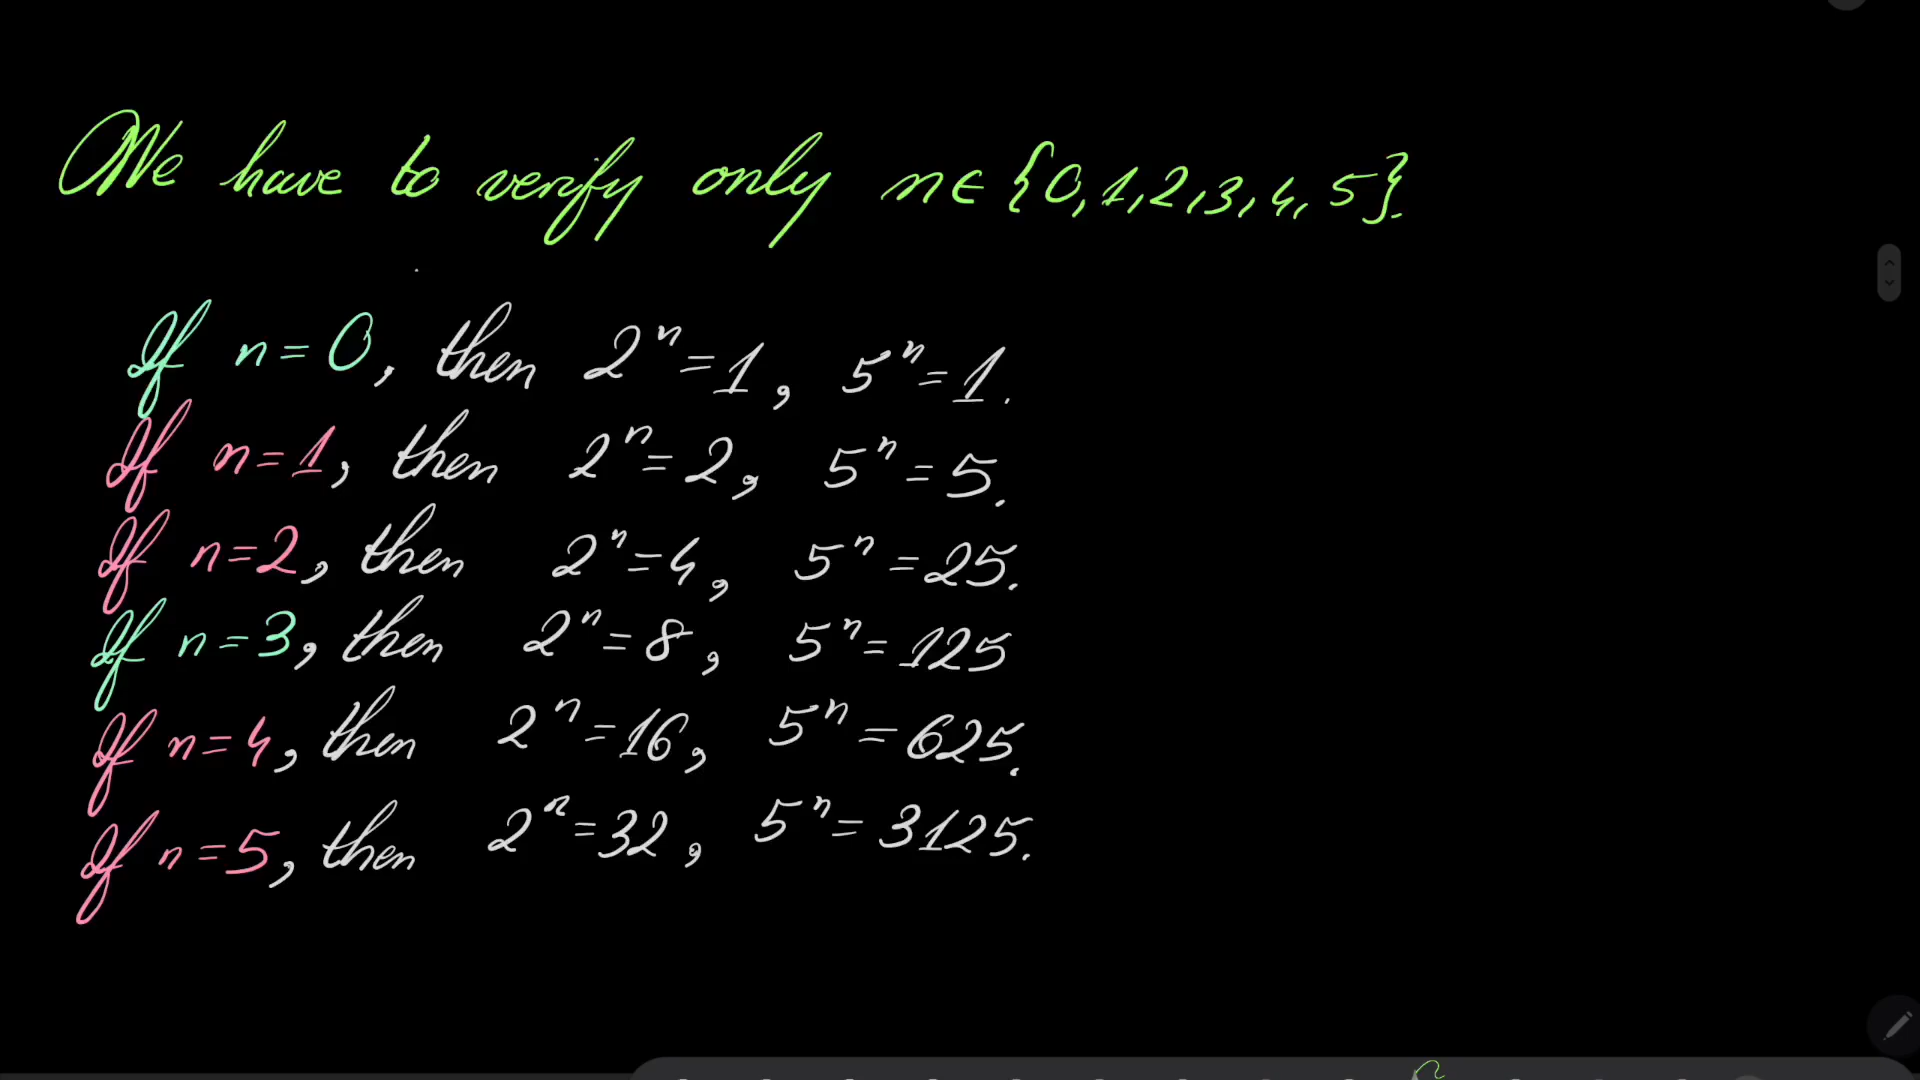 We have to verify only n∈{0,1,2,3,4,5}.
If n=0, then 2ⁿ=1, 5ⁿ=1.
If n=1, then 2ⁿ=2, 5ⁿ=5.
If n=2, then 2ⁿ=4, 5ⁿ=25.
If n=3, then 2ⁿ=8, 5ⁿ=125
If n=4, then 2ⁿ=16, 5ⁿ=625.
If n=5, then 2ⁿ=32, 5ⁿ=3125.